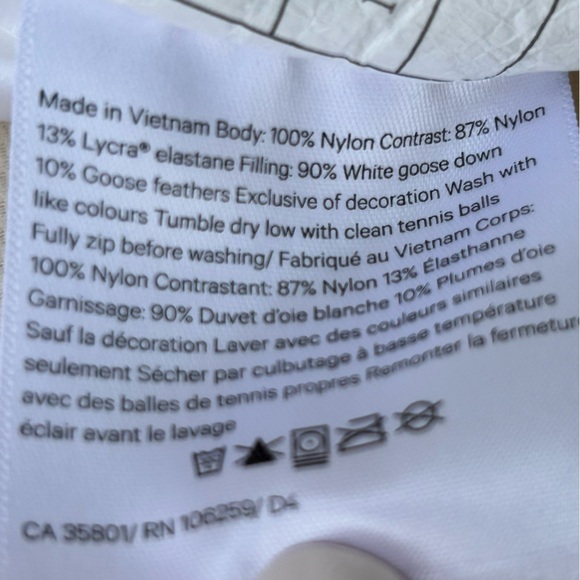 Made in Vietnam Body: 100% Nylon Contrast: 87% Nylon
13% Lycra® elastane Filling: 90% White goose down
10% Goose feathers Exclusive of decoration Wash with
like colours Tumble dry low with clean tennis balls
Fully zip before washing/ Fabriqué au Vietnam Corps:
100% Nylon Contrastant: 87% Nylon 13% Élasthanne
Garnissage: 90% Duvet d'oie blanche 10% Plumes d'oie
Sauf la décoration Laver avec des couleurs similaires
seulement Sécher par culbutage à basse température
avec des balles de tennis propres Remonter la fermeture
éclair avant le lavage
CA 35801/ RN 106259/ D4